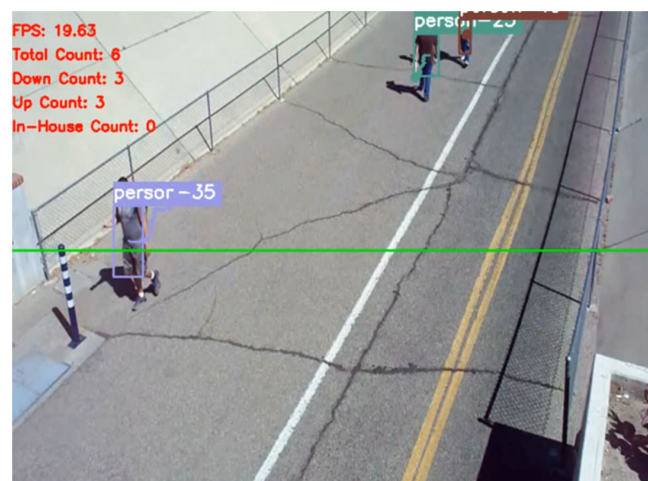 FPS: 19.63
Total Count: 6
Down Count: 3
Up Count: 3
In-House Count: 0
person-25
person-35